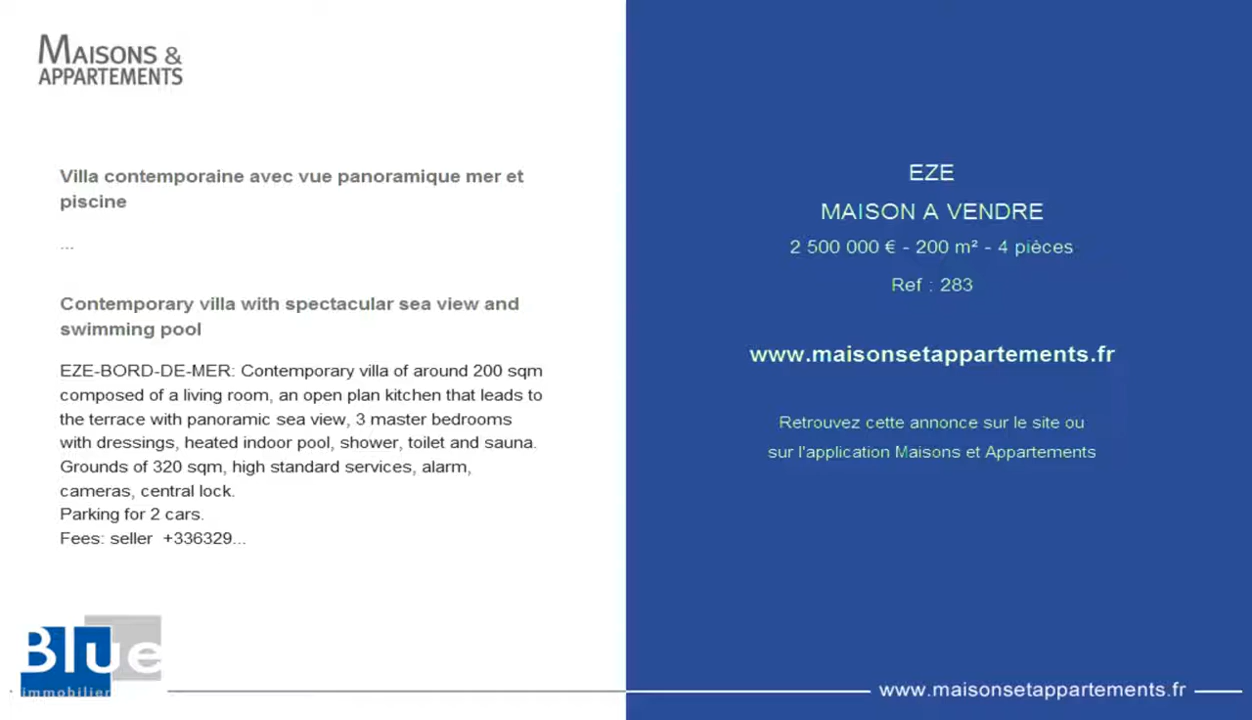 MAISONS &
APPARTEMENTS
Villa contemporaine avec vue panoramique mer et
piscine
...
Contemporary villa with spectacular sea view and
swimming pool
EZE-BORD-DE-MER: Contemporary villa of around 200 sqm
composed of a living room, an open plan kitchen that leads to
the terrace with panoramic sea view, 3 master bedrooms
with dressings, heated indoor pool, shower, toilet and sauna.
Grounds of 320 sqm, high standard services, alarm,
cameras, central lock.
Parking for 2 cars.
Fees: seller  +336329...
Blue
immobilier
EZE
MAISON A VENDRE
2 500 000 € - 200 m² - 4 pièces
Ref : 283
www.maisonsetappartements.fr
Retrouvez cette annonce sur le site ou
sur l'application Maisons et Appartements
www.maisonsetappartements.fr